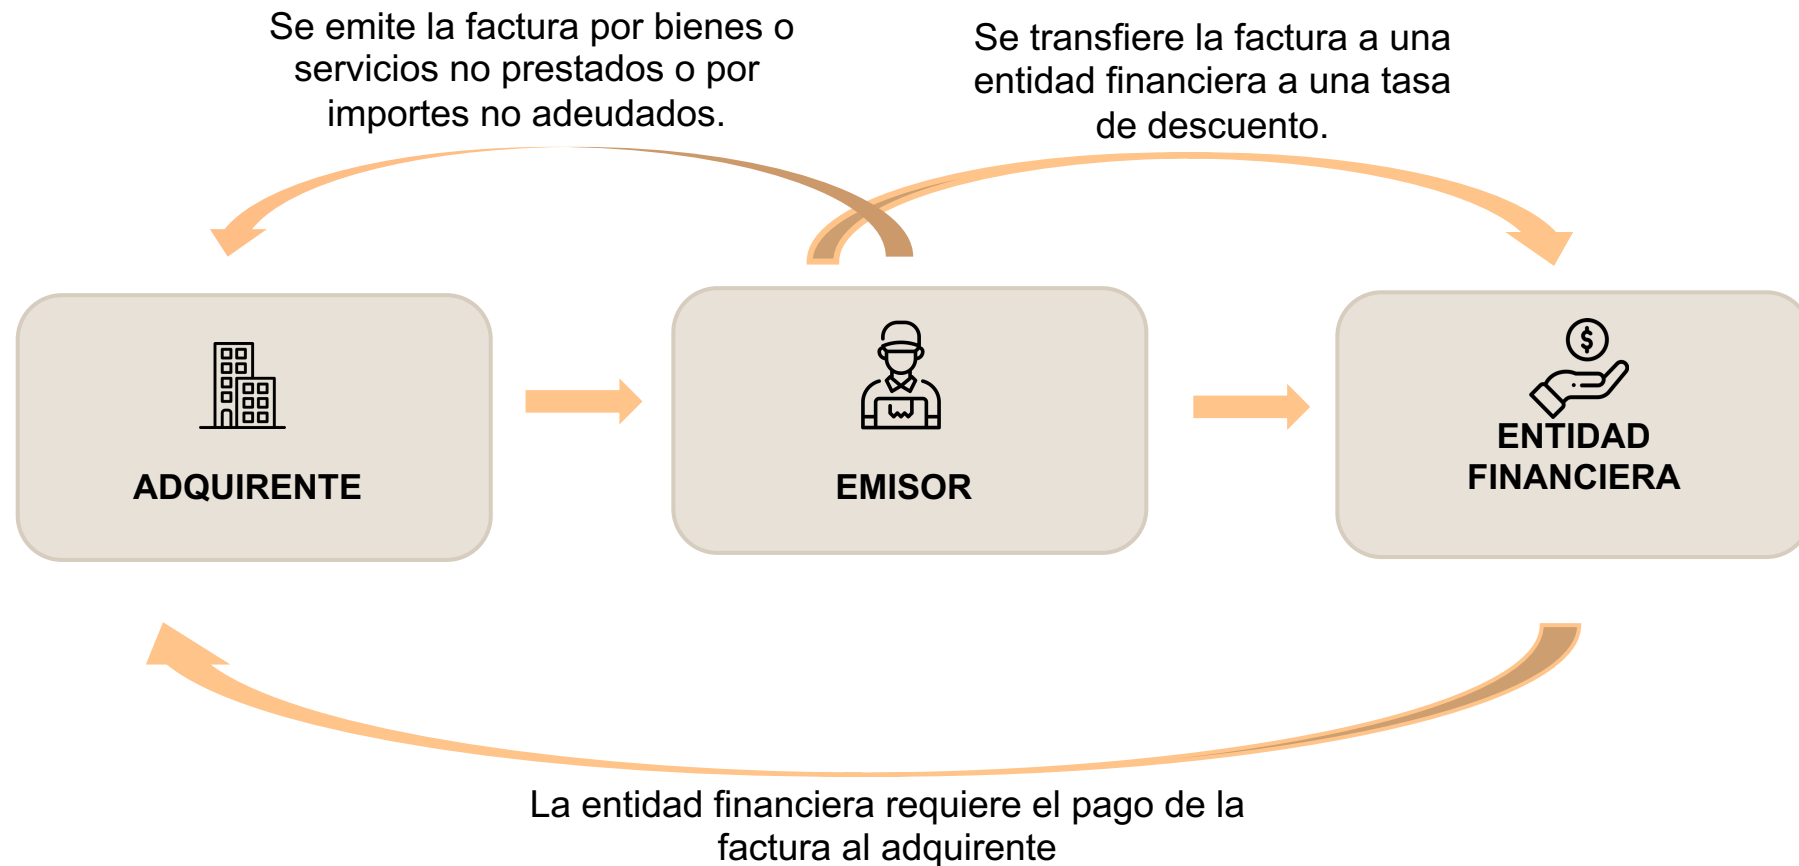 Se emite la factura por bienes o
servicios no prestados o por
importes no adeudados.
Se transfiere la factura a una
entidad financiera a una tasa
de descuento.
ADQUIRENTE
EMISOR
$
ENTIDAD
FINANCIERA
La entidad financiera requiere el pago de la
factura al adquirente